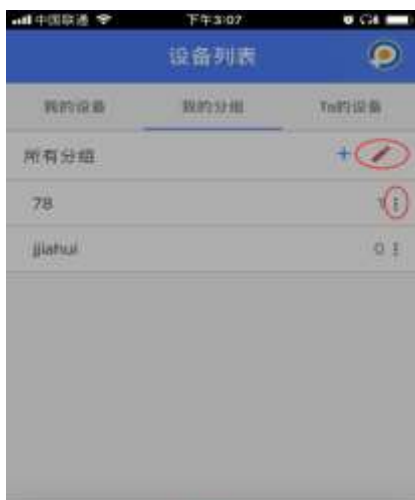 中国联通 下午3:07
设备列表
我的设备 我的分组 Ta的设备
所有分组 +
78 1
jiahui 0